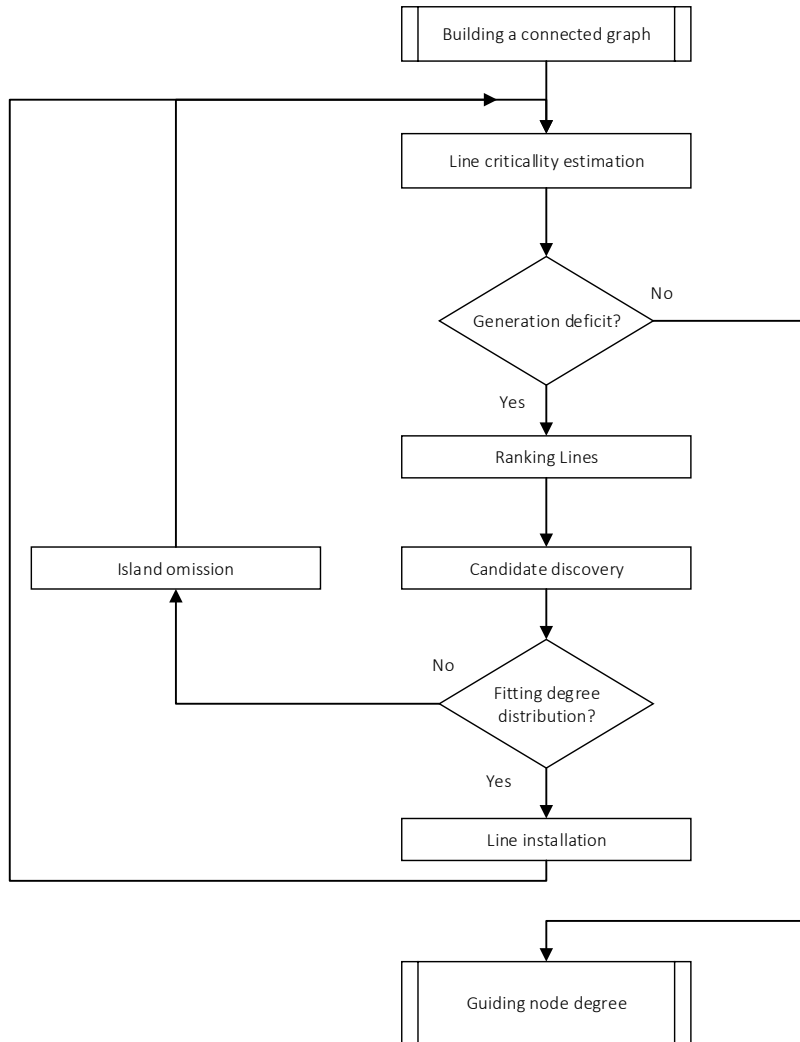 Building a connected graph
Line criticallity estimation
No
Generation deficit?
Yes
Ranking Lines
Island omission
Candidate discovery
No
Fitting degree
distribution?
Yes
Line installation
Guiding node degree